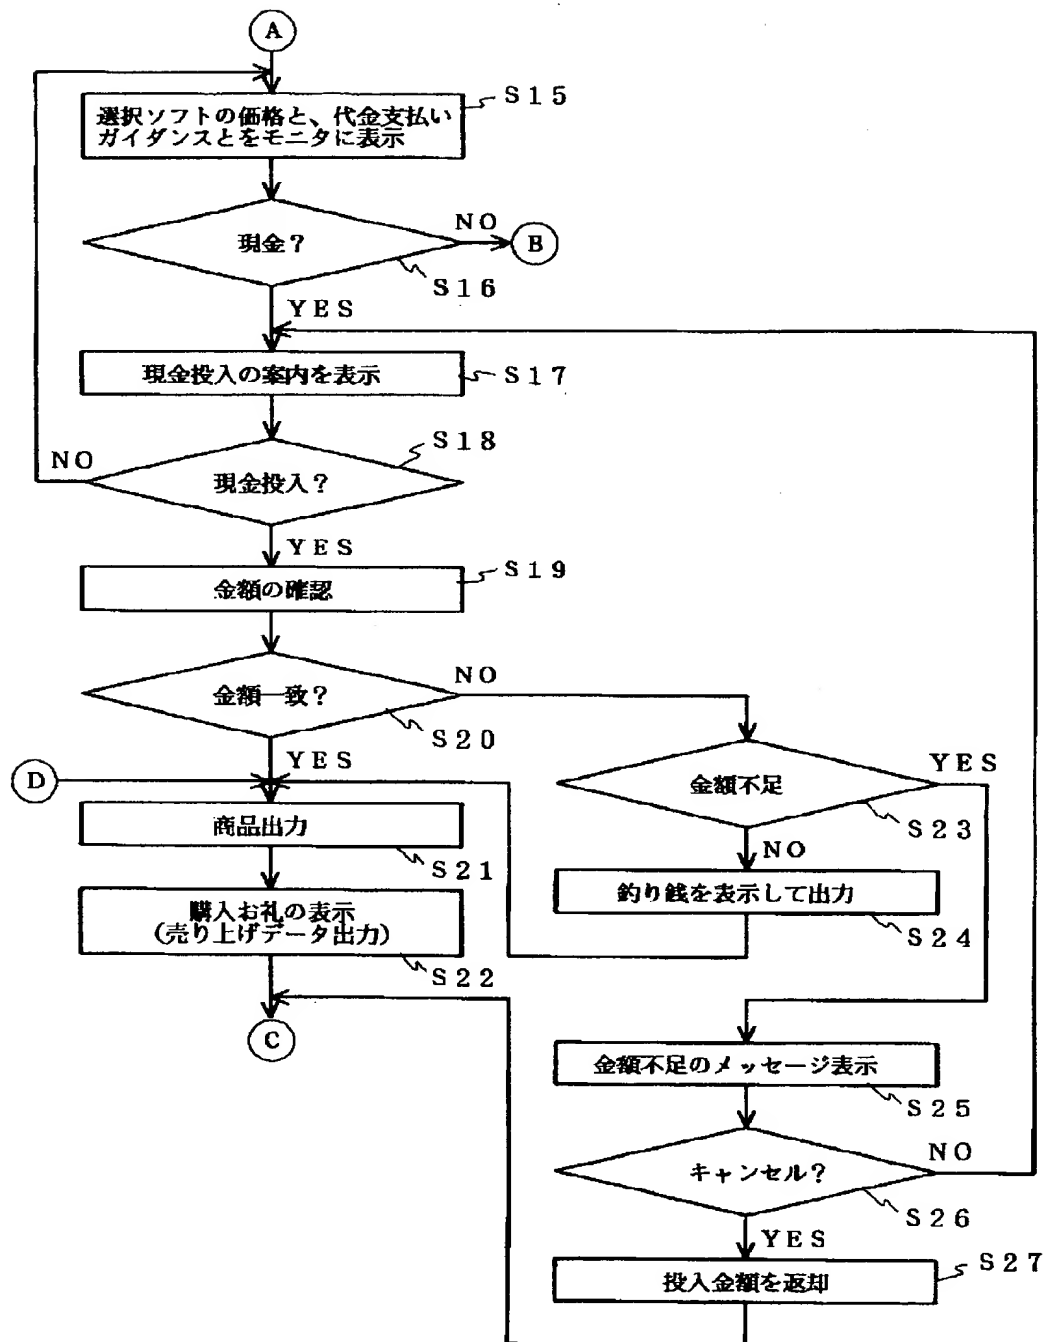 A
選択ソフトの価格と、代金支払い
ガイダンスとをモニタに表示
S15
現金？
NO
B
S16
YES
現金投入の案内を表示
S17
S18
NO
現金投入？
YES
金額の確認
S19
金額一致？
NO
S20
YES
D
金額不足
YES
S23
商品出力
S21
NO
釣り銭を表示して出力
S24
購入お礼の表示
(売り上げデータ出力)
S22
C
金額不足のメッセージ表示
S25
キャンセル？
NO
S26
YES
投入金額を返却
S27